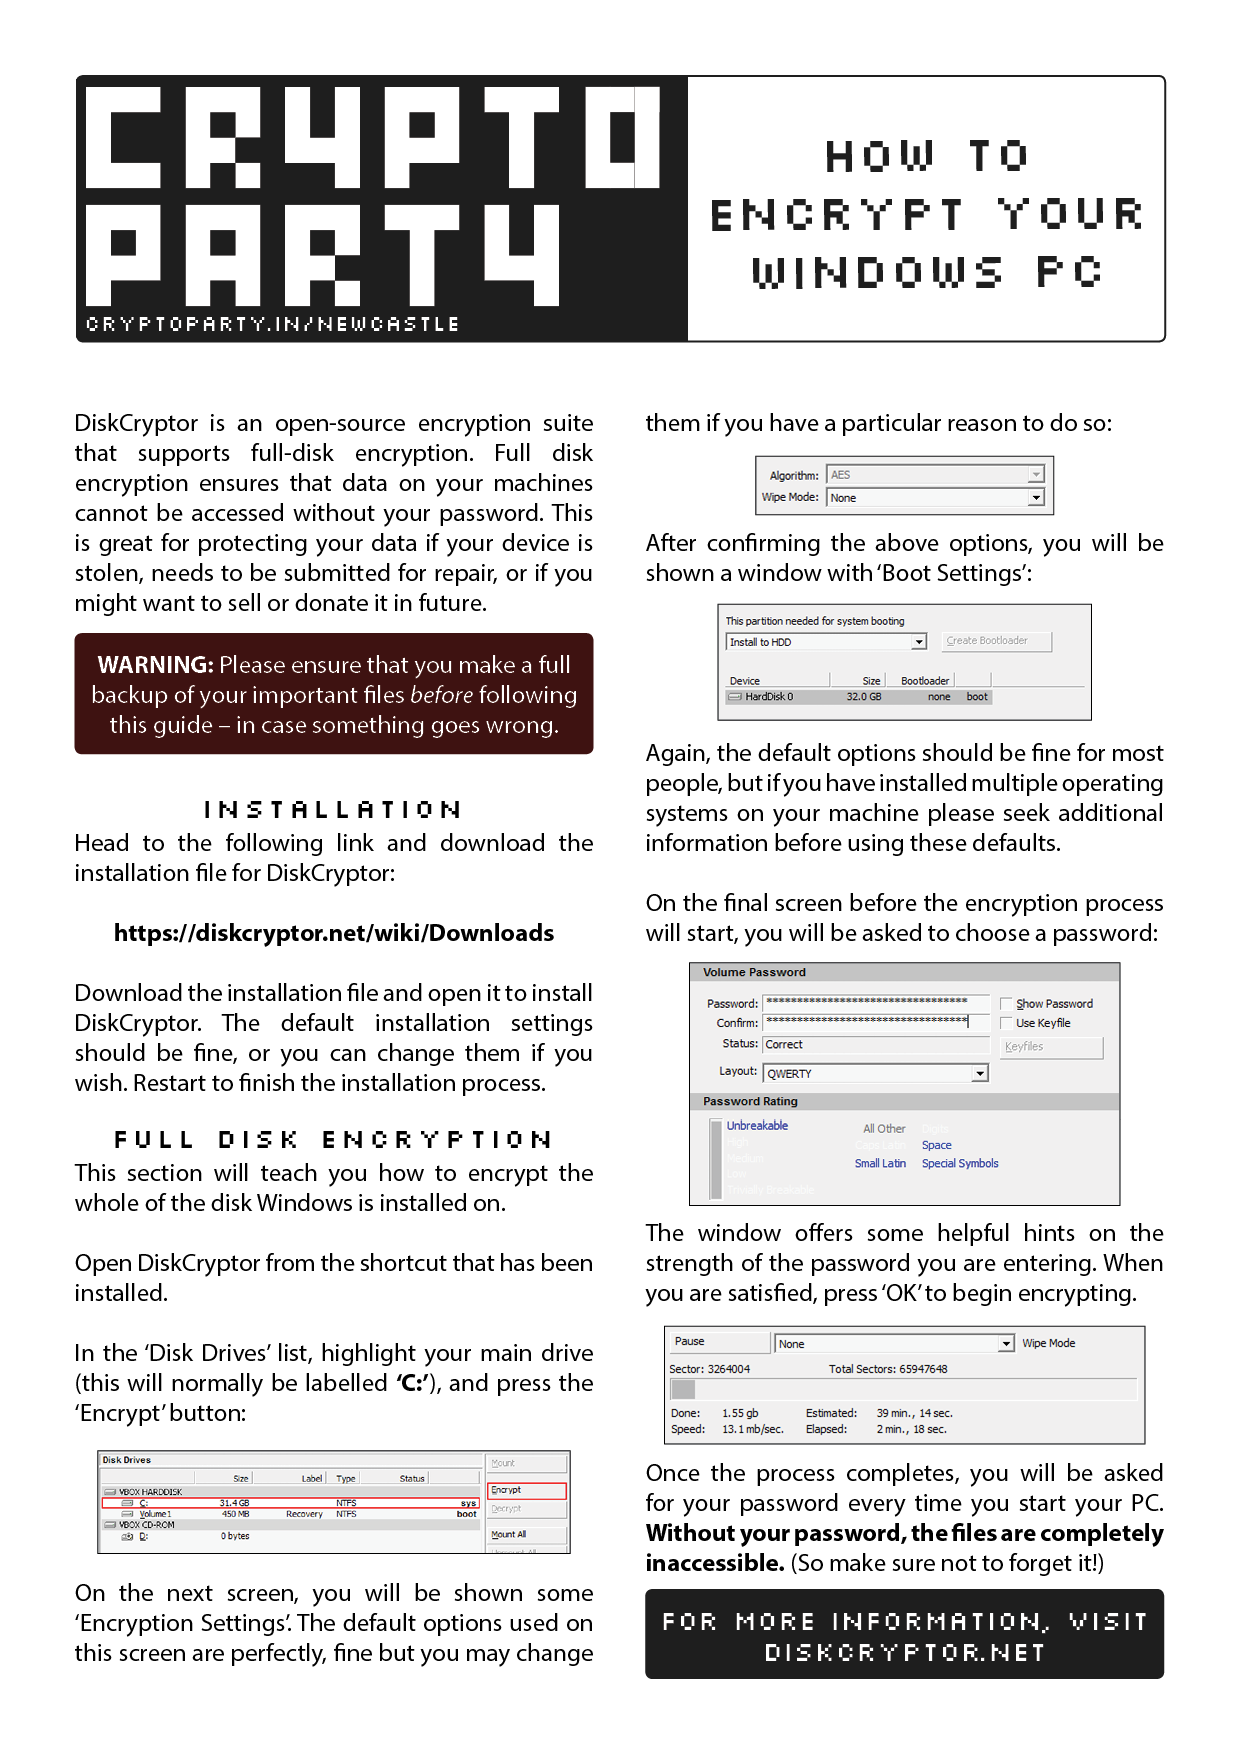 CRYPTO
PARTY
CRYPTOPARTY.IN/NEWCASTLE
HOW TO
ENCRYPT YOUR
WINDOWS PC
DiskCryptor is an open-source encryption suite
that supports full-disk encryption. Full disk
encryption ensures that data on your machines
cannot be accessed without your password. This
is great for protecting your data if your device is
stolen, needs to be submitted for repair, or if you
might want to sell or donate it in future.
WARNING: Please ensure that you make a full
backup of your important files before following
this guide – in case something goes wrong.
INSTALLATION
Head to the following link and download the
installation file for DiskCryptor:
https://diskcryptor.net/wiki/Downloads
Download the installation file and open it to install
DiskCryptor. The default installation settings
should be fine, or you can change them if you
wish. Restart to finish the installation process.
FULL DISK ENCRYPTION
This section will teach you how to encrypt the
whole of the disk Windows is installed on.
Open DiskCryptor from the shortcut that has been
installed.
In the ‘Disk Drives’ list, highlight your main drive
(this will normally be labelled ‘C:’), and press the
‘Encrypt’ button:
Disk Drives
Size Label Type Status
VBOX HARDDISK
C: 31.4 GB NTFS sys
Volume1 450 MB Recovery NTFS boot
VBOX CD-ROM
D: 0 bytes
Mount
Encrypt
Decrypt
Mount All
On the next screen, you will be shown some
‘Encryption Settings’. The default options used on
this screen are perfectly, fine but you may change
them if you have a particular reason to do so:
Algorithm: AES
Wipe Mode: None
After confirming the above options, you will be
shown a window with ‘Boot Settings’:
This partition needed for system booting
Install to HDD Create Bootloader
Device Size Bootloader
HardDisk 0 32.0 GB none boot
Again, the default options should be fine for most
people, but if you have installed multiple operating
systems on your machine please seek additional
information before using these defaults.
On the final screen before the encryption process
will start, you will be asked to choose a password:
Volume Password
Password: ********************************* Show Password
Confirm: ********************************* Use Keyfile
Status: Correct Keyfiles
Layout: QWERTY
Password Rating
Unbreakable All Other Digits
High Caps Latin Space
Medium Small Latin Special Symbols
Low
Trivially Breakable
The window offers some helpful hints on the
strength of the password you are entering. When
you are satisfied, press ‘OK’ to begin encrypting.
Pause None Wipe Mode
Sector: 3264004 Total Sectors: 65947648
Done: 1.55 gb Estimated: 39 min., 14 sec.
Speed: 13.1 mb/sec. Elapsed: 2 min., 18 sec.
Once the process completes, you will be asked
for your password every time you start your PC.
Without your password, the files are completely
inaccessible. (So make sure not to forget it!)
FOR MORE INFORMATION, VISIT
DISKCRYPTOR.NET